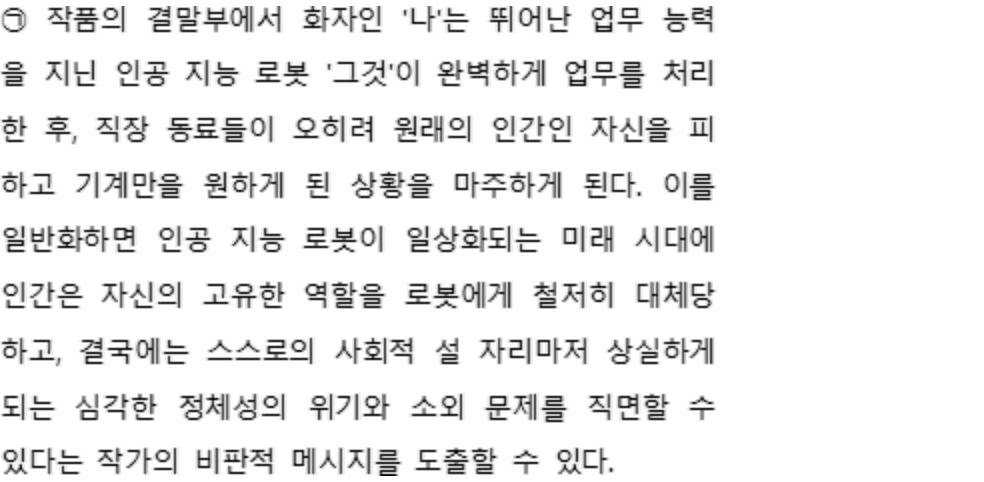 ㉠ 작품의 결말부에서 화자인 '나'는 뛰어난 업무 능력
을 지닌 인공 지능 로봇 '그것'이 완벽하게 업무를 처리
한 후, 직장 동료들이 오히려 원래의 인간인 자신을 피
하고 기계만을 원하게 된 상황을 마주하게 된다. 이를
일반화하면 인공 지능 로봇이 일상화되는 미래 시대에
인간은 자신의 고유한 역할을 로봇에게 철저히 대체당
하고, 결국에는 스스로의 사회적 설 자리마저 상실하게
되는 심각한 정체성의 위기와 소외 문제를 직면할 수
있다는 작가의 비판적 메시지를 도출할 수 있다.